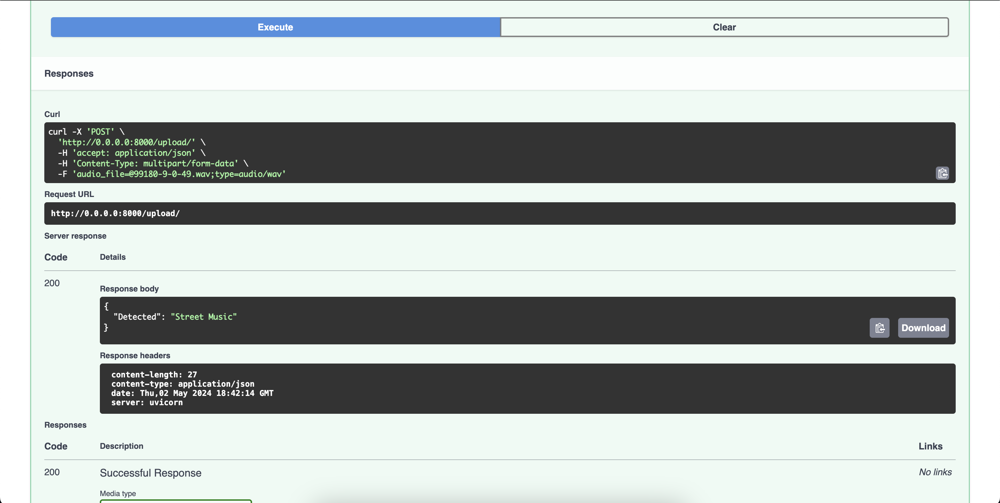 Execute
Clear
Responses
Curl
curl -X 'POST' \
'http://0.0.0.0:8000/upload/' \
-H 'accept: application/json' \
-H 'Content-Type: multipart/form-data' \
-F 'audio_file=@99180-9-0-49.wav;type=audio/wav'
Request URL
http://0.0.0.0:8000/upload/
Server response
Code Details
200
Response body
{
"Detected": "Street Music"
}
Download
Response headers
content-length: 27
content-type: application/json
date: Thu,02 May 2024 18:42:14 GMT
server: uvicorn
Responses
Code Description Links
200 Successful Response No links
Media type